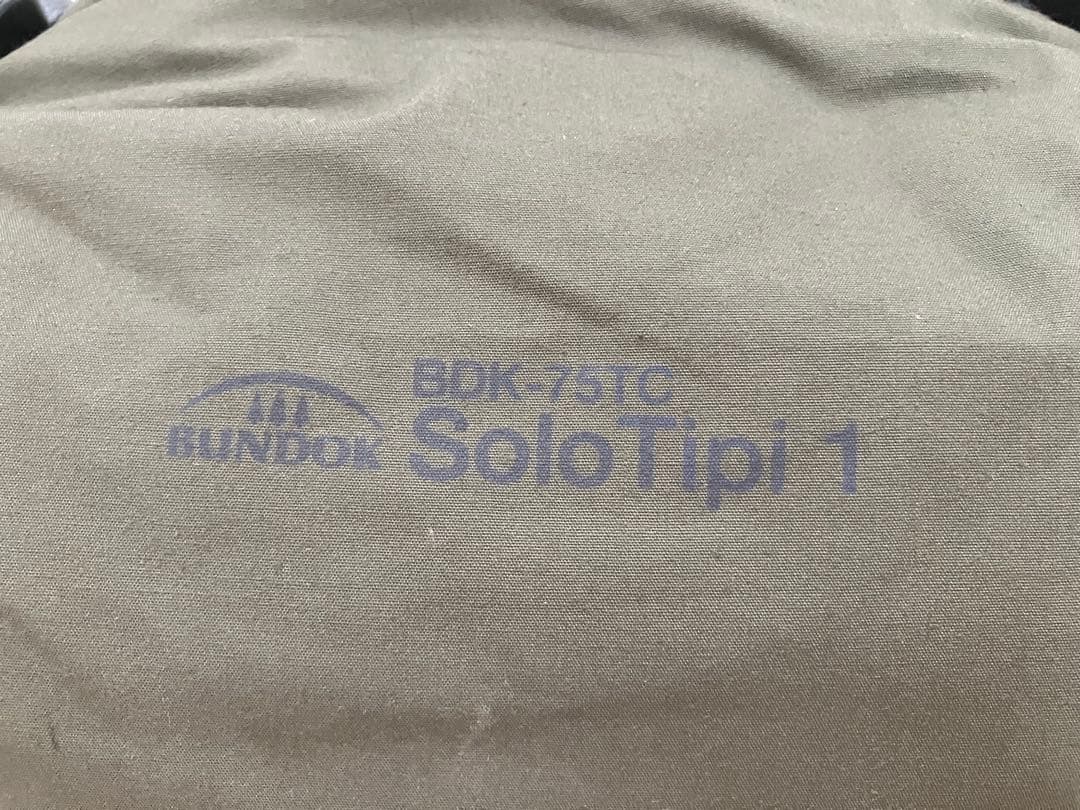 BUNDOK
BDK-75TC
SoloTipi 1